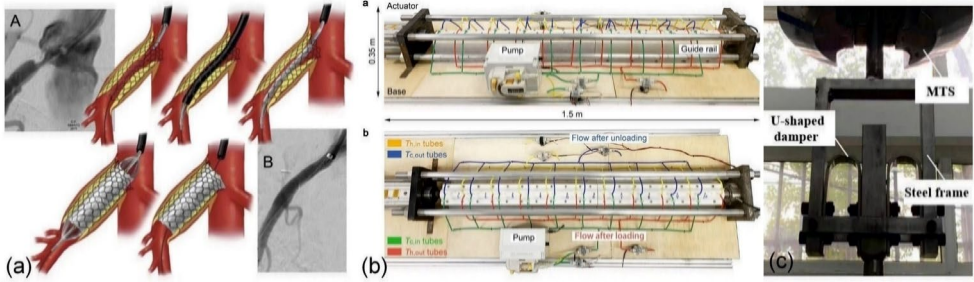 A
B
(a)
a
Actuator
0.35 m
Pump
Guide rail
Base
1.5 m
b
Tc,in tubes
Tc,out tubes
Flow after unloading
Pump
Flow after loading
Th,in tubes
Th,out tubes
(b)
MTS
U-shaped
damper
Steel frame
(c)